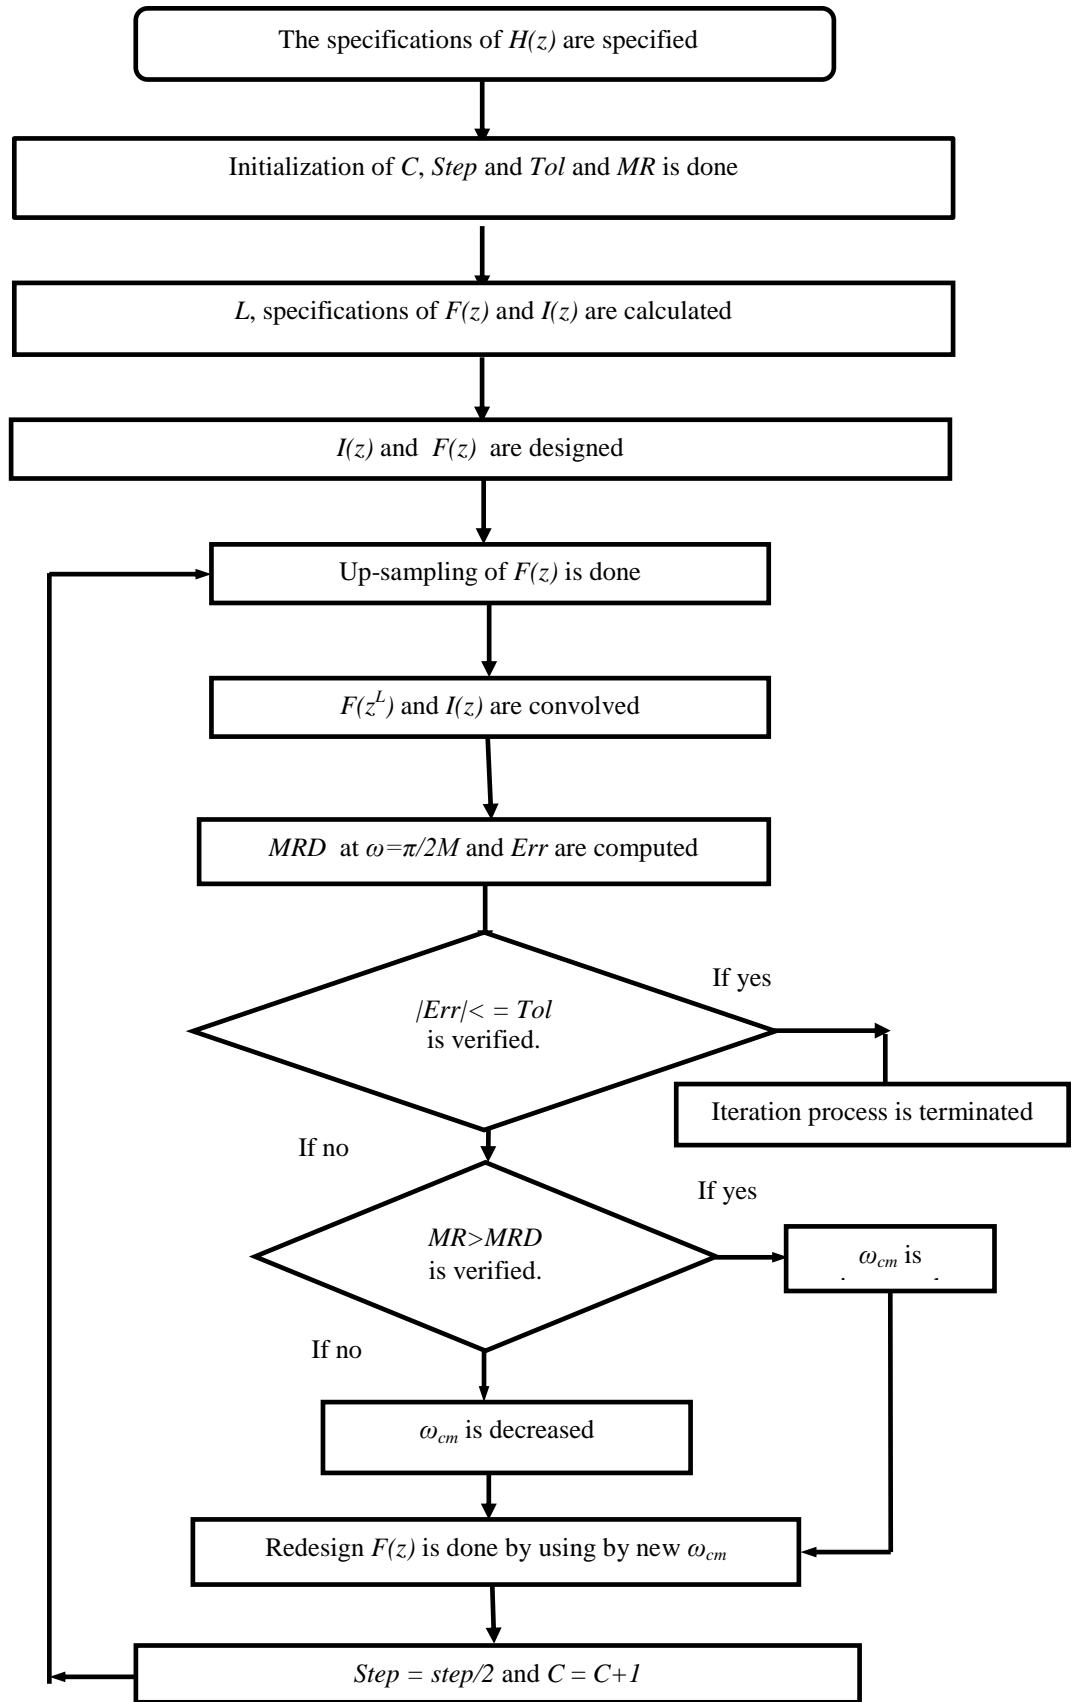 The specifications of H(z) are specified
Initialization of C, Step and Tol and MR is done
L, specifications of F(z) and I(z) are calculated
I(z) and F(z) are designed
Up-sampling of F(z) is done
F(z^L) and I(z) are convolved
MRD at ω=π/2M and Err are computed
If yes
|Err|< = Tol
is verified.
Iteration process is terminated
If no
If yes
MR>MRD
is verified.
ω_cm is
If no
ω_cm is decreased
Redesign F(z) is done by using by new ω_cm
Step = step/2 and C = C+1